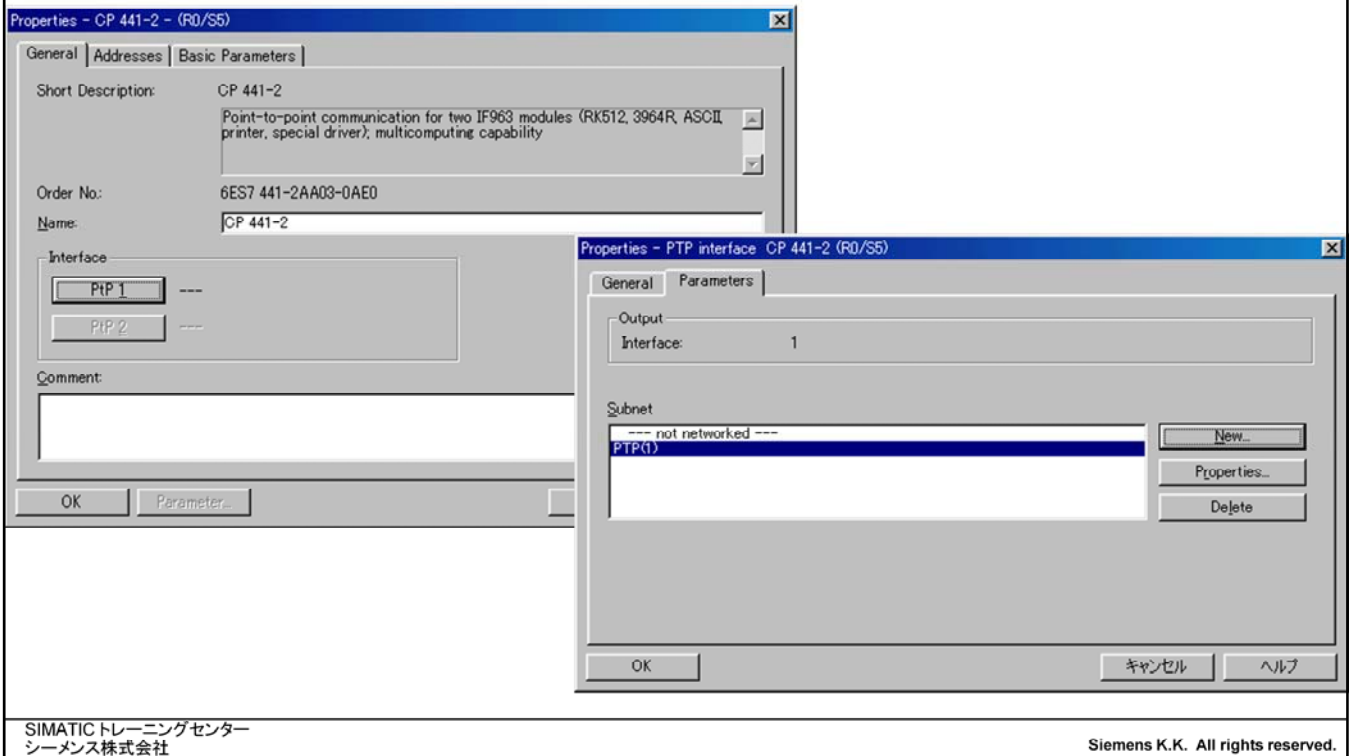 Properties - CP 441-2 - (R0/S5)
General Addresses Basic Parameters
Short Description: CP 441-2
Point-to-point communication for two IF963 modules (RK512, 3964R, ASCII,
printer, special driver); multicomputing capability
Order No.: 6ES7 441-2AA03-0AE0
Name: CP 441-2
Interface
PtP 1 ---
PtP 2 ---
Comment:
OK Parameter...
Properties - PTP interface CP 441-2 (R0/S5)
General Parameters
Output
Interface: 1
Subnet
--- not networked ---
PTP(1)
New...
Properties...
Delete
OK キャンセル ヘルプ
SIMATIC トレーニングセンター
シーメンス株式会社
Siemens K.K. All rights reserved.